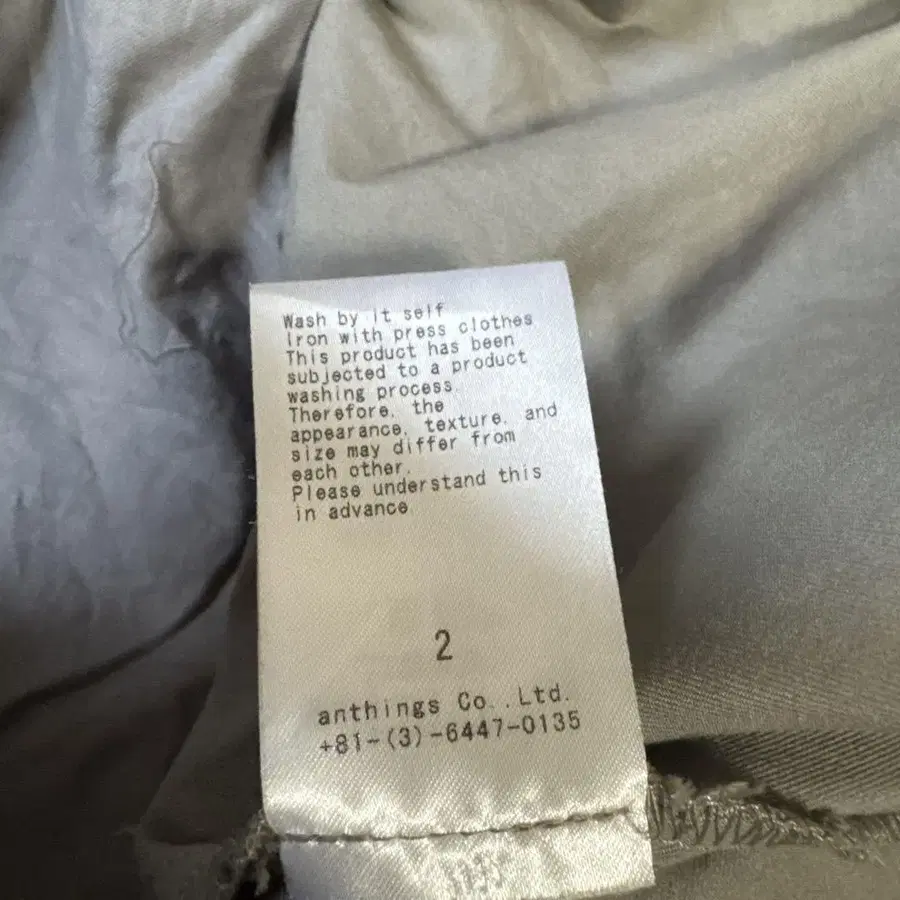 Wash by it self
Iron with press clothes
This product has been
subjected to a product
washing process.
Therefore, the
appearance, texture, and
size may differ from
each other.
Please understand this
in advance
2
anthings Co.,Ltd.
+81-(3)-6447-0135